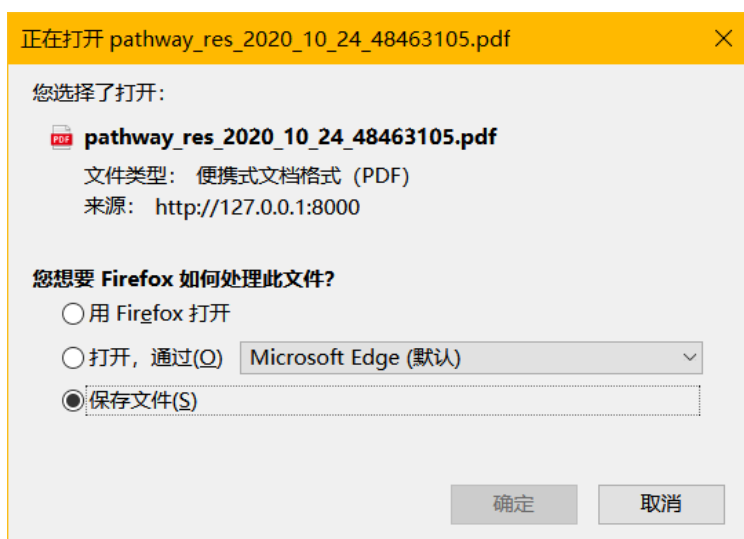 正在打开 pathway_res_2020_10_24_48463105.pdf
您选择了打开：
PDF
pathway_res_2020_10_24_48463105.pdf
文件类型： 便携式文档格式 (PDF)
来源： http://127.0.0.1:8000
您想要 Firefox 如何处理此文件？
用 Firefox 打开
打开，通过(O) Microsoft Edge (默认)
保存文件(S)
确定 取消